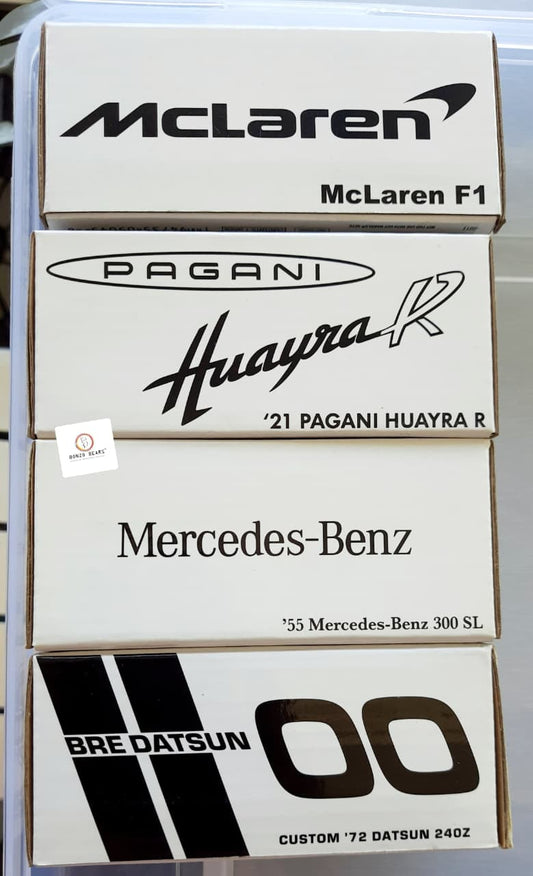 McLaren
McLaren F1
PAGANI
Huayra R
'21 PAGANI HUAYRA R
BONZO BEARS
Mercedes-Benz
'55 Mercedes-Benz 300 SL
BRE DATSUN 00
CUSTOM '72 DATSUN 240Z